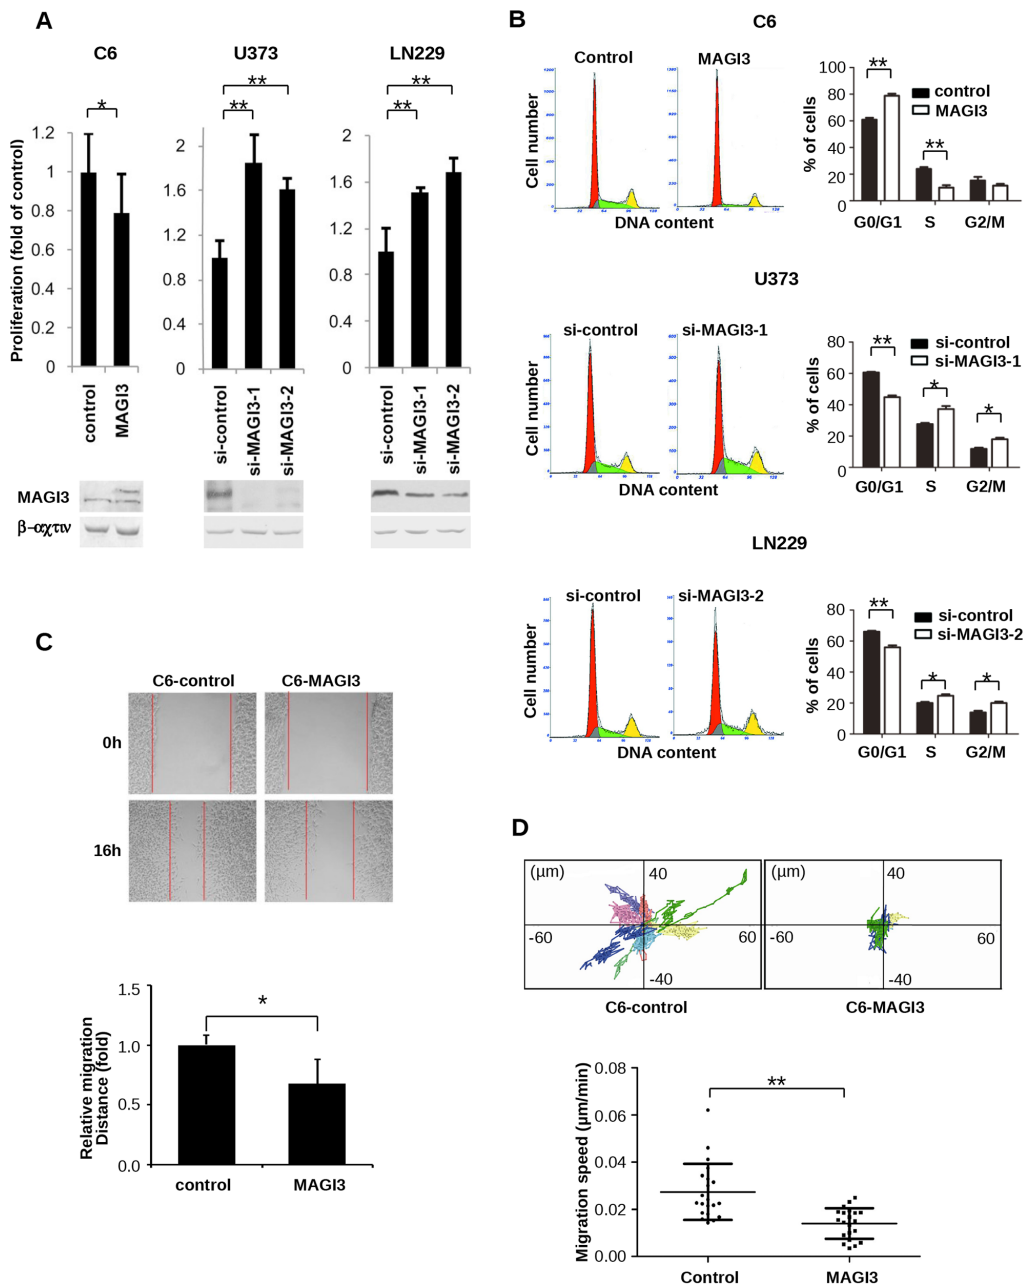 A
C6
U373
LN229
*
**
**
**
**
Proliferation (fold of control)
1.2
1
0.8
0.6
0.4
0.2
0
2
1.6
1.2
0.8
0.4
0
2
1.6
1.2
0.8
0.4
0
control
MAGI3
si-control
si-MAGI3-1
si-MAGI3-2
si-control
si-MAGI3-1
si-MAGI3-2
MAGI3
β-αχτιν
B
C6
Control
MAGI3
Cell number
DNA content
% of cells
100
80
60
40
20
0
**
**
control
MAGI3
G0/G1 S G2/M
U373
si-control
si-MAGI3-1
Cell number
DNA content
% of cells
80
60
40
20
0
**
*
*
si-control
si-MAGI3-1
G0/G1 S G2/M
LN229
si-control
si-MAGI3-2
Cell number
DNA content
% of cells
80
60
40
20
0
**
*
*
si-control
si-MAGI3-2
G0/G1 S G2/M
C
C6-control C6-MAGI3
0h
16h
Relative migration
Distance (fold)
1.5
1.0
0.5
0.0
*
control MAGI3
D
(µm)
40
-60
60
-40
(µm)
40
-60
60
-40
C6-control C6-MAGI3
Migration speed (µm/min)
0.08
0.06
0.04
0.02
0.00
**
Control MAGI3